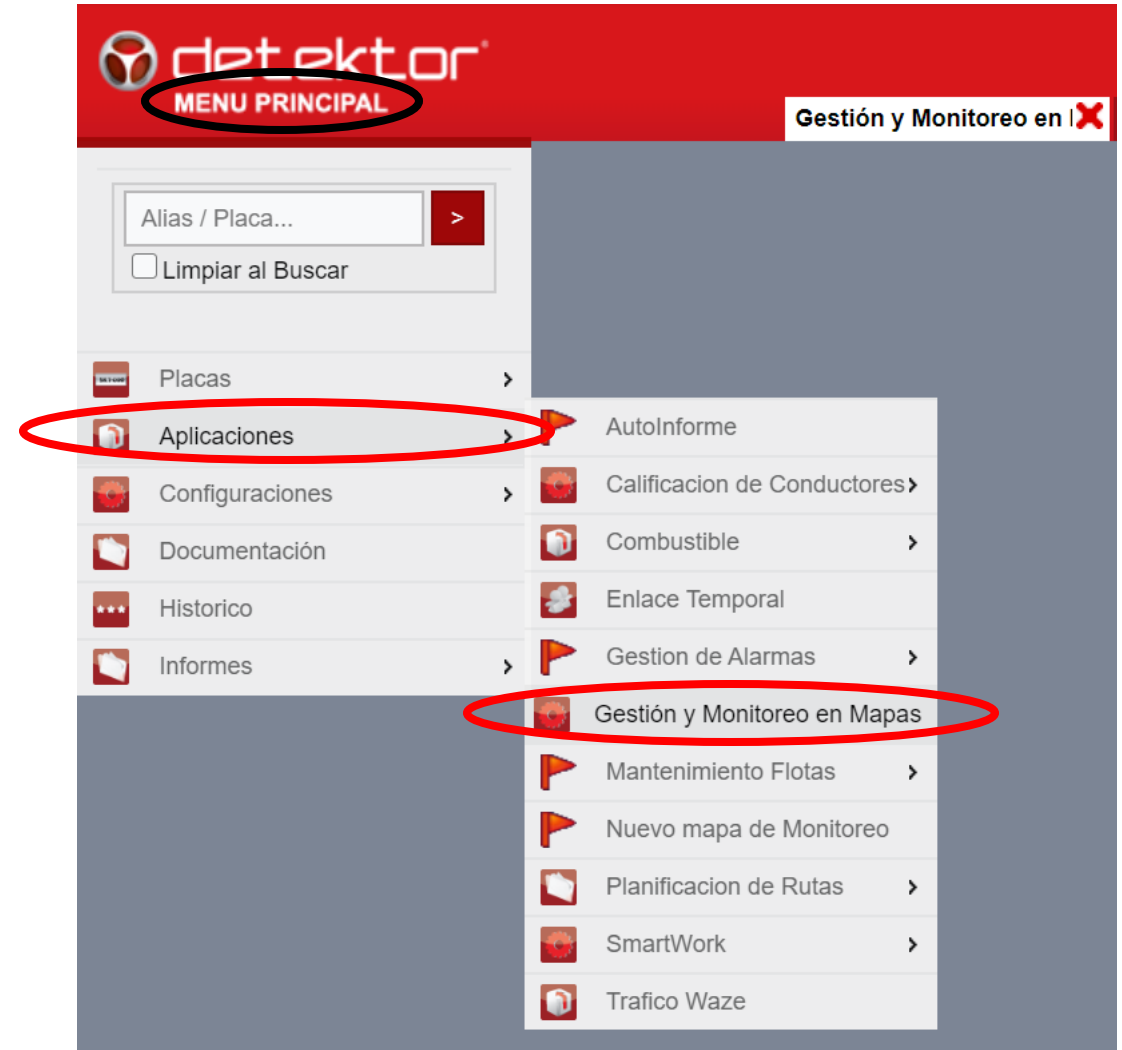 detektor
MENU PRINCIPAL
Gestión y Monitoreo en
Alias / Placa...
>
Limpiar al Buscar
Placas
Aplicaciones
Configuraciones
Documentación
Historico
Informes
AutoInforme
Calificacion de Conductores
Combustible
Enlace Temporal
Gestion de Alarmas
Gestión y Monitoreo en Mapas
Mantenimiento Flotas
Nuevo mapa de Monitoreo
Planificacion de Rutas
SmartWork
Trafico Waze